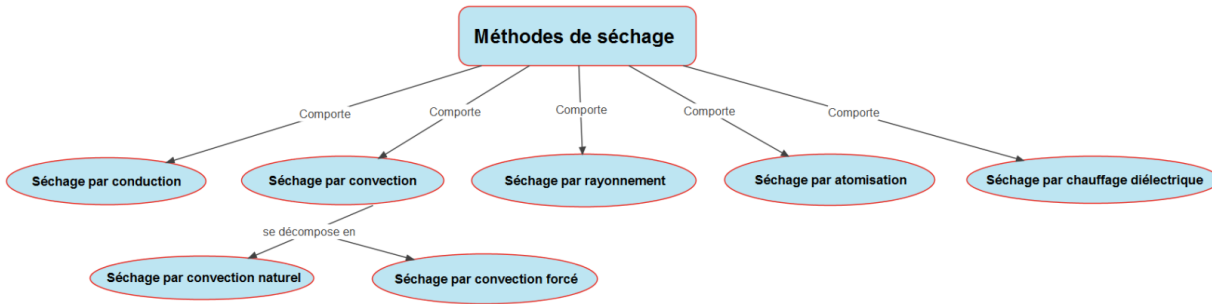 Méthodes de séchage
Comporte
Comporte
Comporte
Comporte
Comporte
Séchage par conduction
Séchage par convection
Séchage par rayonnement
Séchage par atomisation
Séchage par chauffage diélectrique
se décompose en
Séchage par convection naturel
Séchage par convection forcé